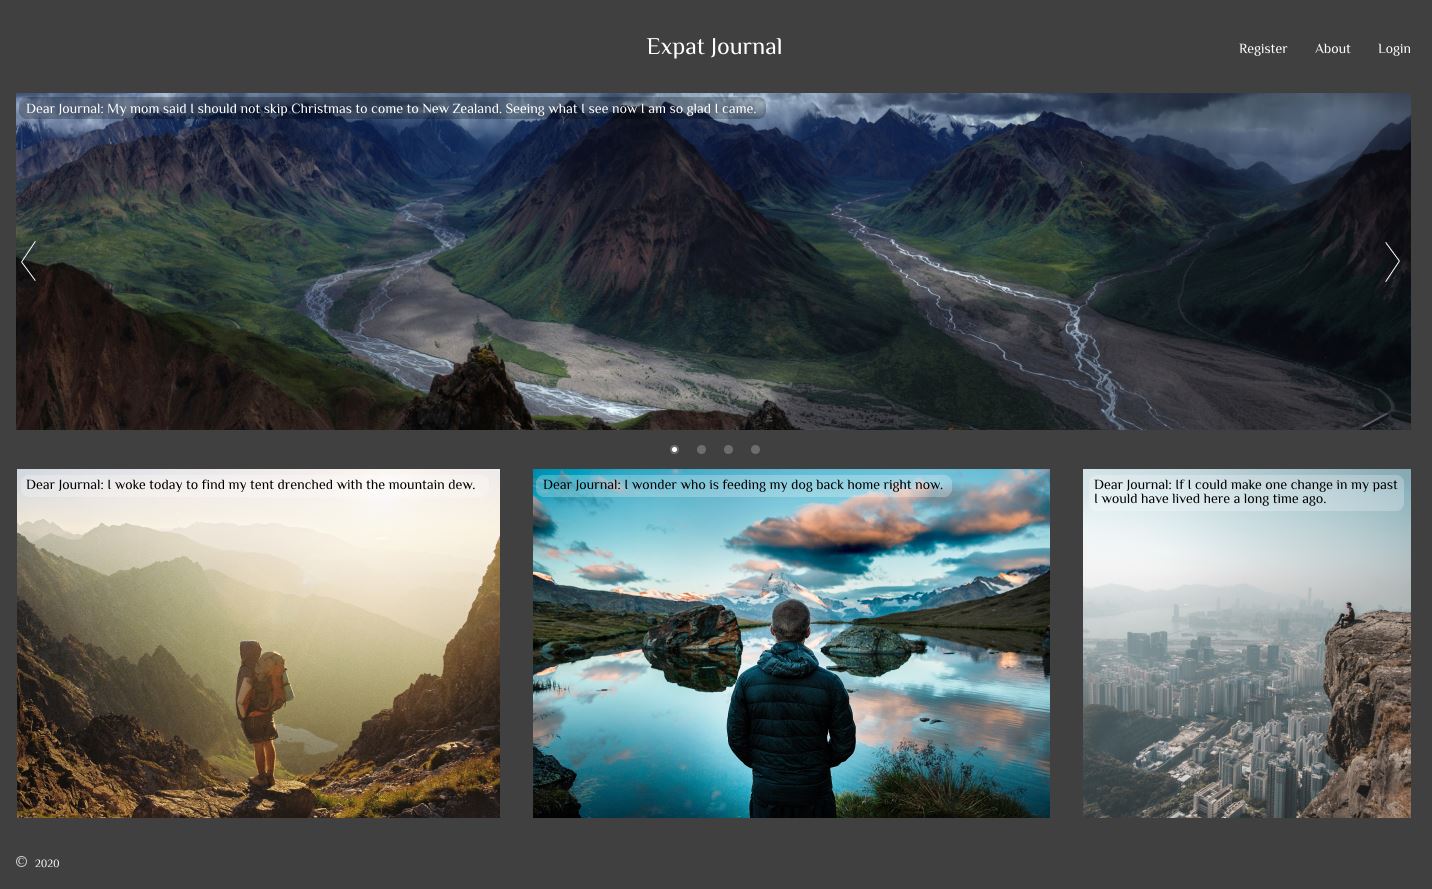 Expat Journal
Register About Login
Dear Journal: My mom said I should not skip Christmas to come to New Zealand. Seeing what I see now I am so glad I came.
Dear Journal: I woke today to find my tent drenched with the mountain dew.
Dear Journal: I wonder who is feeding my dog back home right now.
Dear Journal: If I could make one change in my past
I would have lived here a long time ago.
© 2020